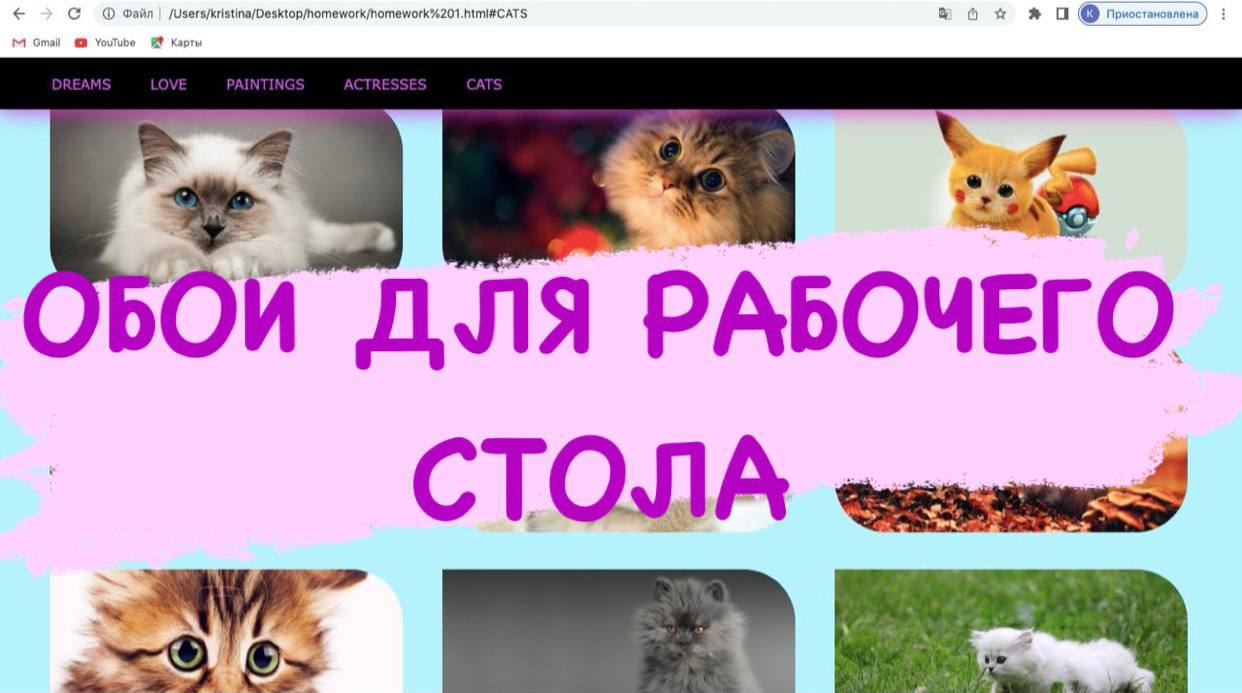 Файл
/Users/kristina/Desktop/homework/homework%201.html#CATS
К
Приостановлена
Gmail
YouTube
Карты
DREAMS
LOVE
PAINTINGS
ACTRESSES
CATS
ОБОИ ДЛЯ РАБОЧЕГО
СТОЛА